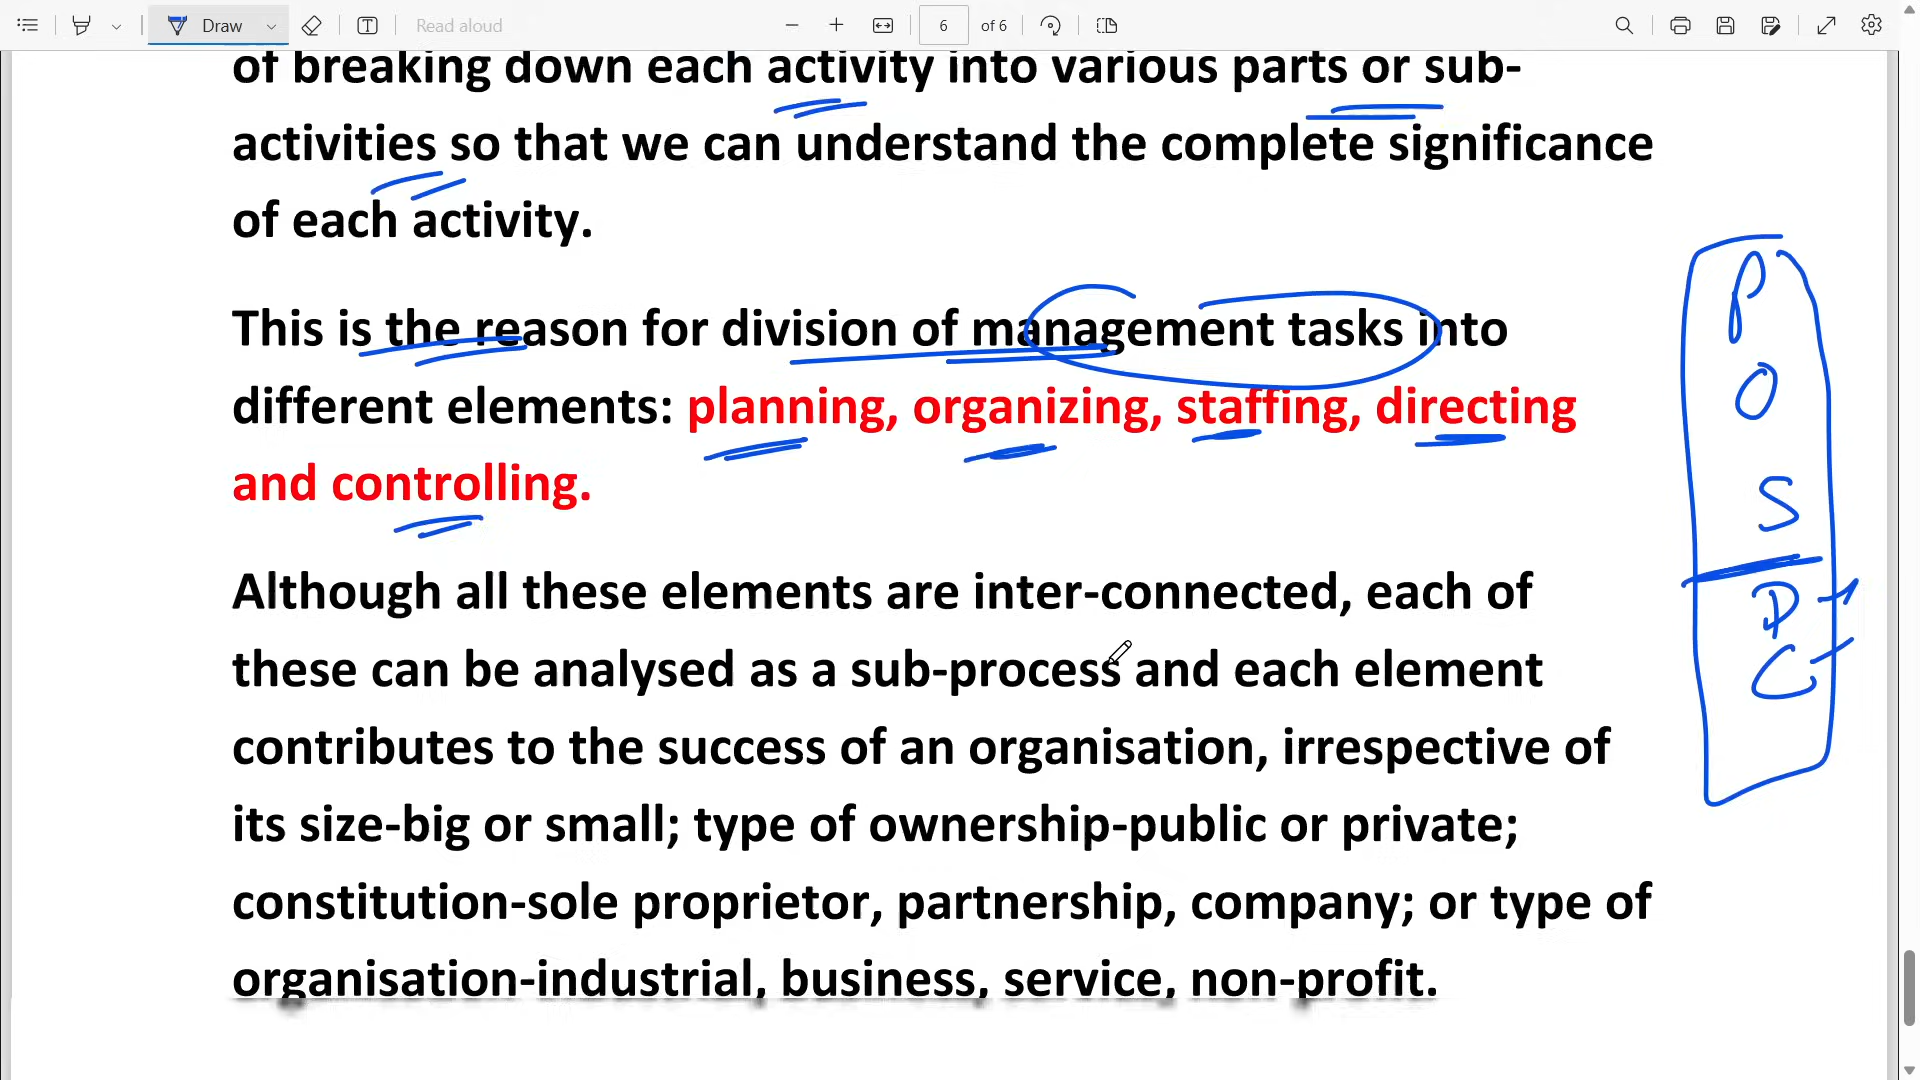 Draw
Read aloud
6
of 6
of breaking down each activity into various parts or sub-
activities so that we can understand the complete significance
of each activity.
This is the reason for division of management tasks into
different elements: planning, organizing, staffing, directing
and controlling.
Although all these elements are inter-connected, each of
these can be analysed as a sub-process and each element
contributes to the success of an organisation, irrespective of
its size-big or small; type of ownership-public or private;
constitution-sole proprietor, partnership, company; or type of
organisation-industrial, business, service, non-profit.
P
O
S
D
C